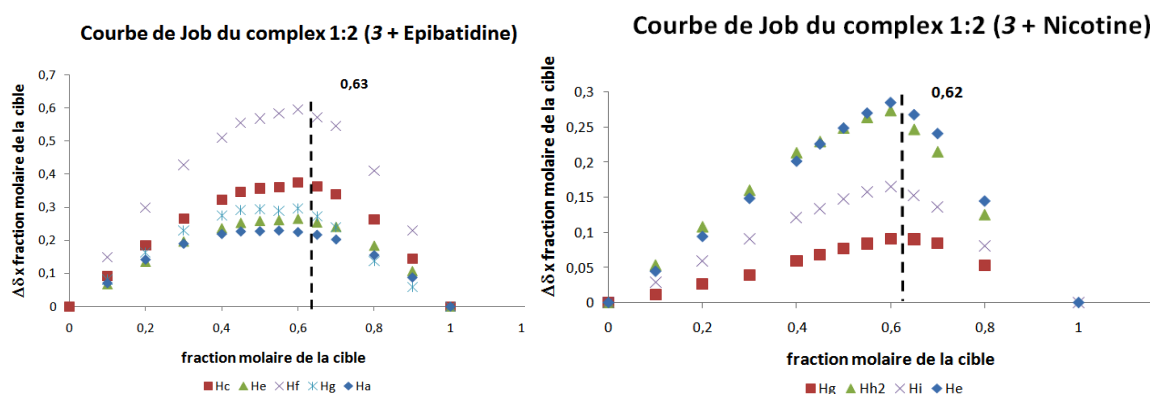 Courbe de Job du complex 1:2 (3 + Epibatidine)
0,7
0,6
0,5
0,4
0,3
0,2
0,1
0
0,63
Δδ x fraction molaire de la cible
0 0,2 0,4 0,6 0,8 1 1
fraction molaire de la cible
Hc He Hf Hg Ha
Courbe de Job du complex 1:2 (3 + Nicotine)
0,3
0,25
0,2
0,15
0,1
0,05
0
0,62
Δδ x fraction molaire de la cible
0 0,2 0,4 0,6 0,8 1
fraction molaire de la cible
Hg Hh2 Hi He